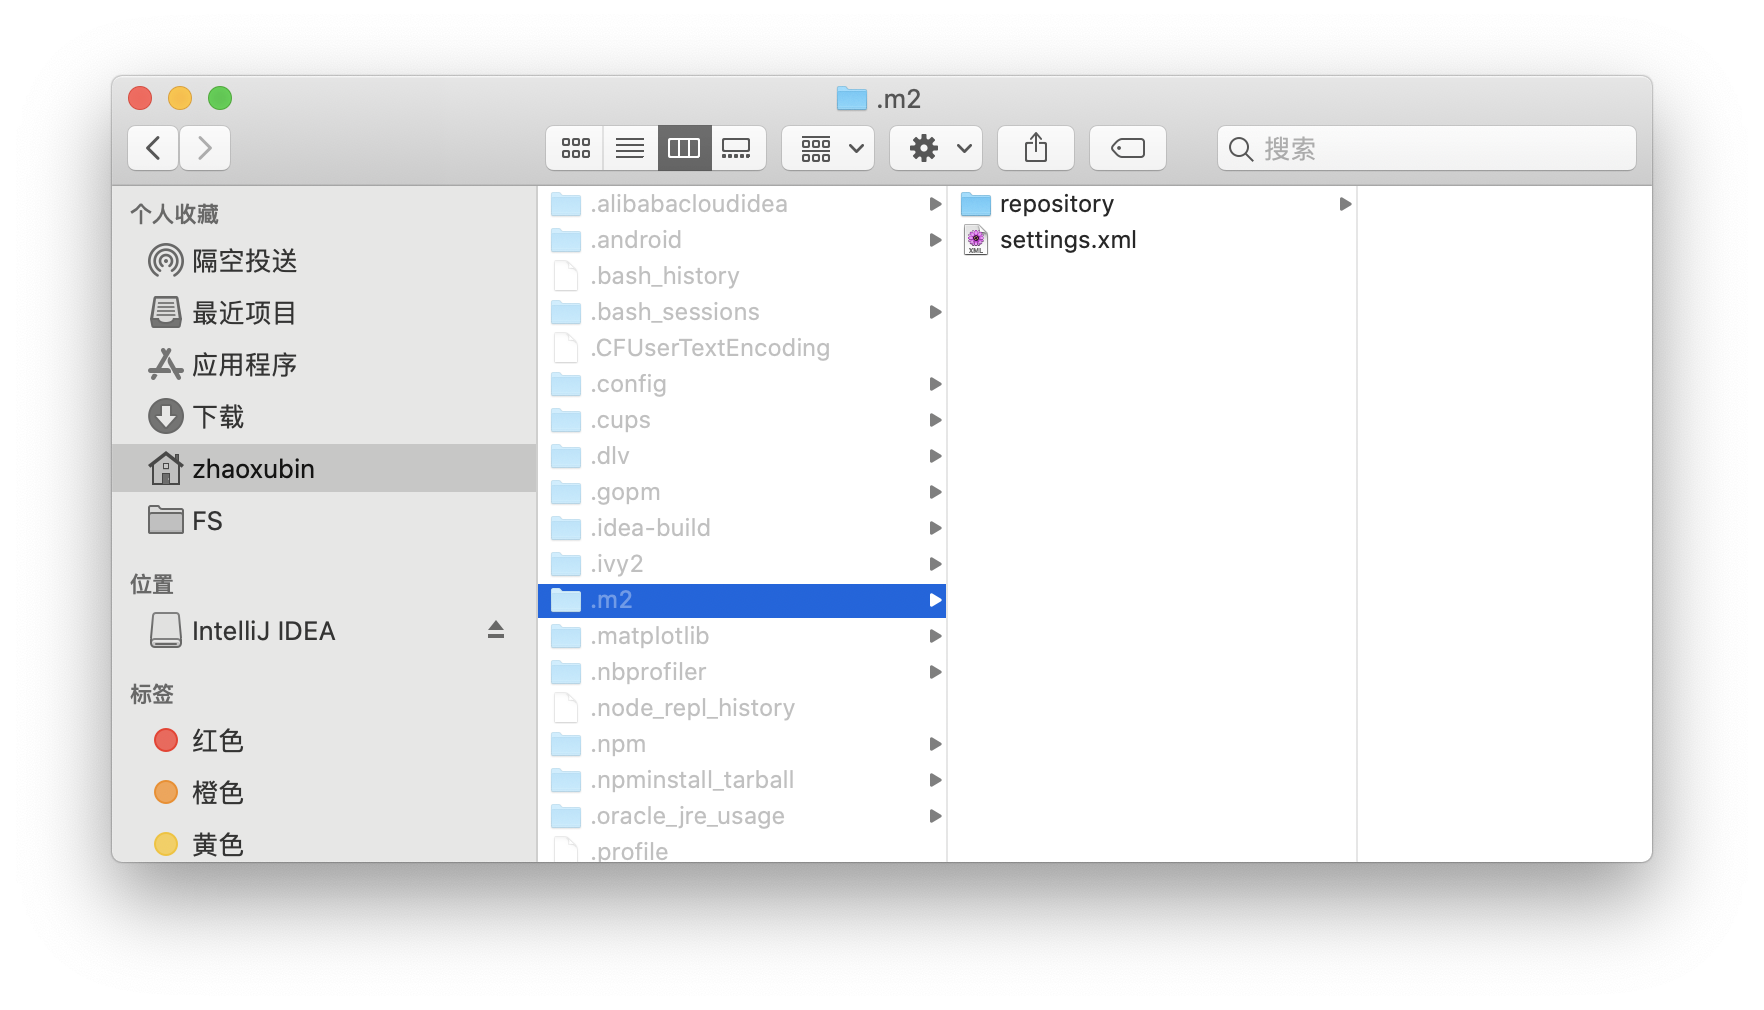 .m2
搜索
个人收藏
隔空投送
最近项目
应用程序
下载
zhaoxubin
FS
位置
IntelliJ IDEA
标签
红色
橙色
黄色
.alibabacloudidea
.android
.bash_history
.bash_sessions
.CFUserTextEncoding
.config
.cups
.dlv
.gopm
.idea-build
.ivy2
.m2
.matplotlib
.nbprofiler
.node_repl_history
.npm
.npminstall_tarball
.oracle_jre_usage
.profile
repository
settings.xml
XML